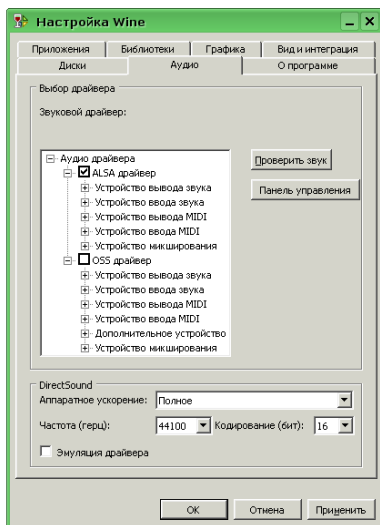 Настройка Wine
Приложения Библиотеки Графика Вид и интеграция
Диски Аудио О программе
Выбор драйвера
Звуковой драйвер:
Аудио драйвера
Проверить звук
ALSA драйвер
Устройство вывода звука
Панель управления
Устройство ввода звука
Устройство вывода MIDI
Устройство ввода MIDI
Устройство микширования
OSS драйвер
Устройство вывода звука
Устройство ввода звука
Устройство вывода MIDI
Устройство ввода MIDI
Дополнительное устройство
Устройство микширования
DirectSound
Аппаратное ускорение: Полное
Частота (герц): 44100 Кодирование (бит): 16
Эмуляция драйвера
OK Отмена Применить